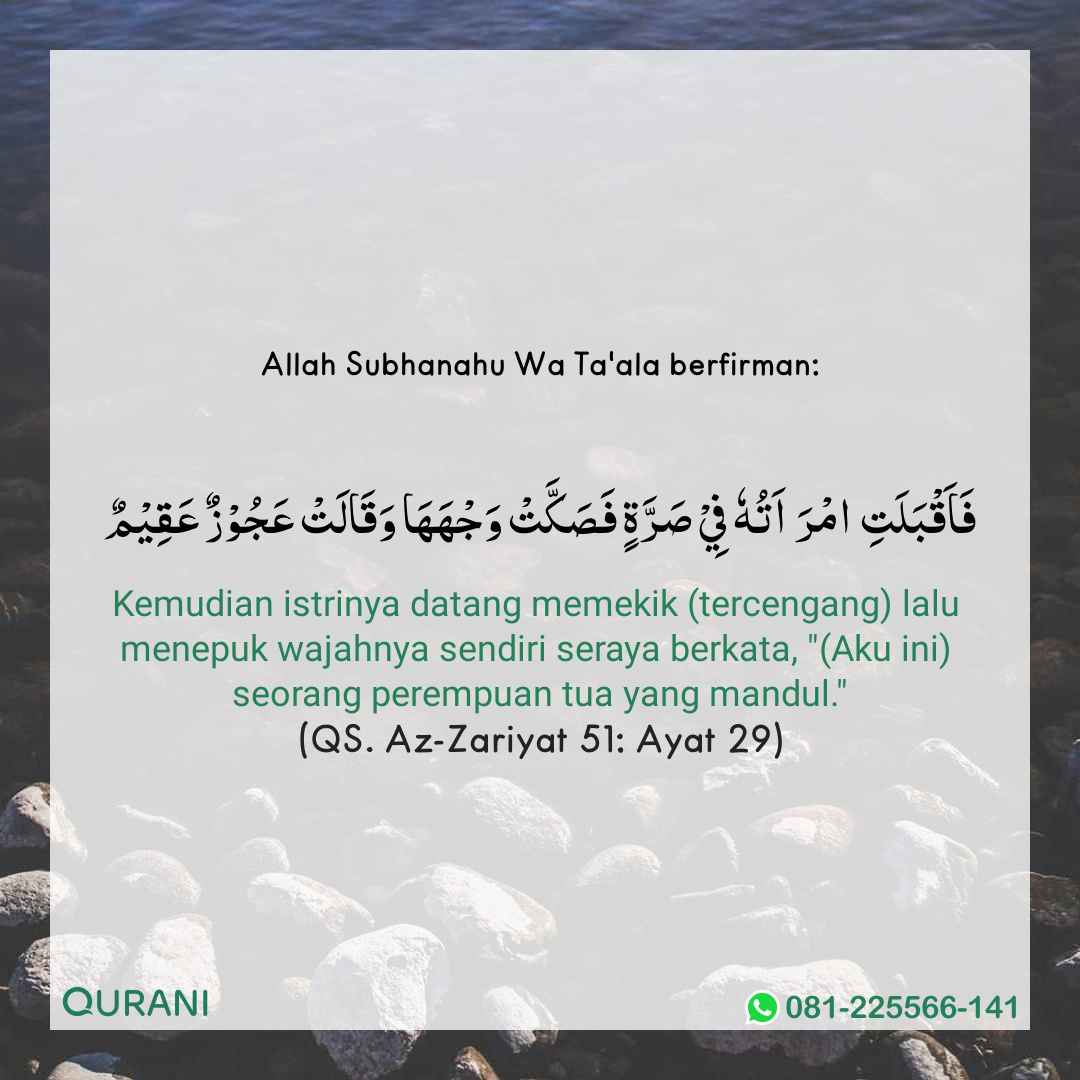 Allah Subhanahu Wa Ta'ala berfirman:
فَاَقْبَلَتِ امْرَ اَتُهٗ فِيْ صَرَّةٍ فَصَكَّتْ وَجْهَهَا وَقَالَتْ عَجُوْزٌ عَقِيْمٌ
Kemudian istrinya datang memekik (tercengang) lalu
menepuk wajahnya sendiri seraya berkata, "(Aku ini)
seorang perempuan tua yang mandul."
(QS. Az-Zariyat 51: Ayat 29)
QURANI
081-225566-141